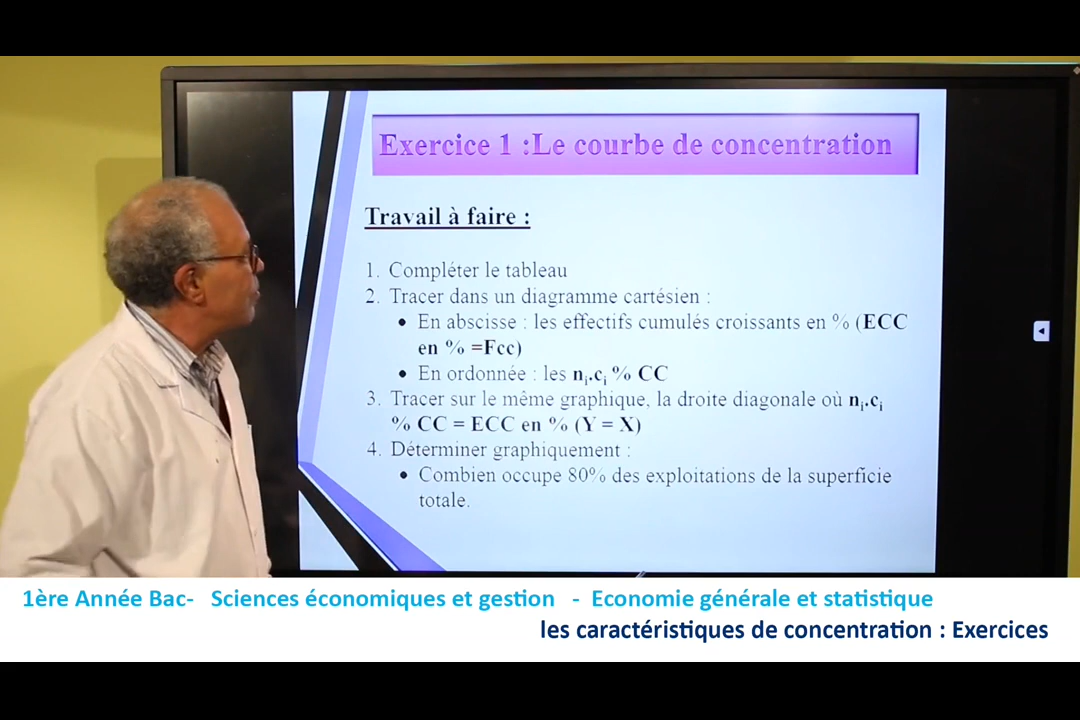 Exercice 1 :Le courbe de concentration
Travail à faire :
1. Compléter le tableau
2. Tracer dans un diagramme cartésien :
• En abscisse : les effectifs cumulés croissants en % (ECC
en % =Fcc)
• En ordonnée : les nᵢ.cᵢ % CC
3. Tracer sur le même graphique, la droite diagonale où nᵢ.cᵢ
% CC = ECC en % (Y = X)
4. Déterminer graphiquement :
• Combien occupe 80% des exploitations de la superficie
totale.
1ère Année Bac- Sciences économiques et gestion - Economie générale et statistique
les caractéristiques de concentration : Exercices